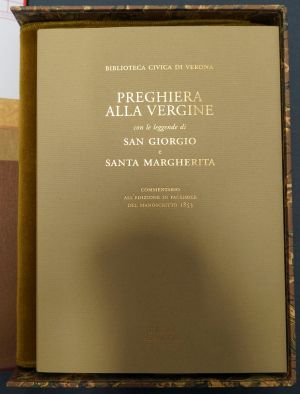 BIBLIOTECA CIVICA DI VERONA
PREGHIERA
ALLA VERGINE
con le leggende di
SAN GIORGIO
e
SANTA MARGHERITA
COMMENTARIO
ALL'EDIZIONE IN FACSIMILE
DEL MANOSCRITTO 1853